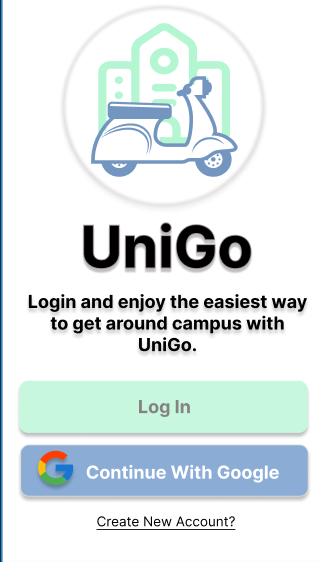 UniGo
Login and enjoy the easiest way
to get around campus with
UniGo.
Log In
Continue With Google
Create New Account?